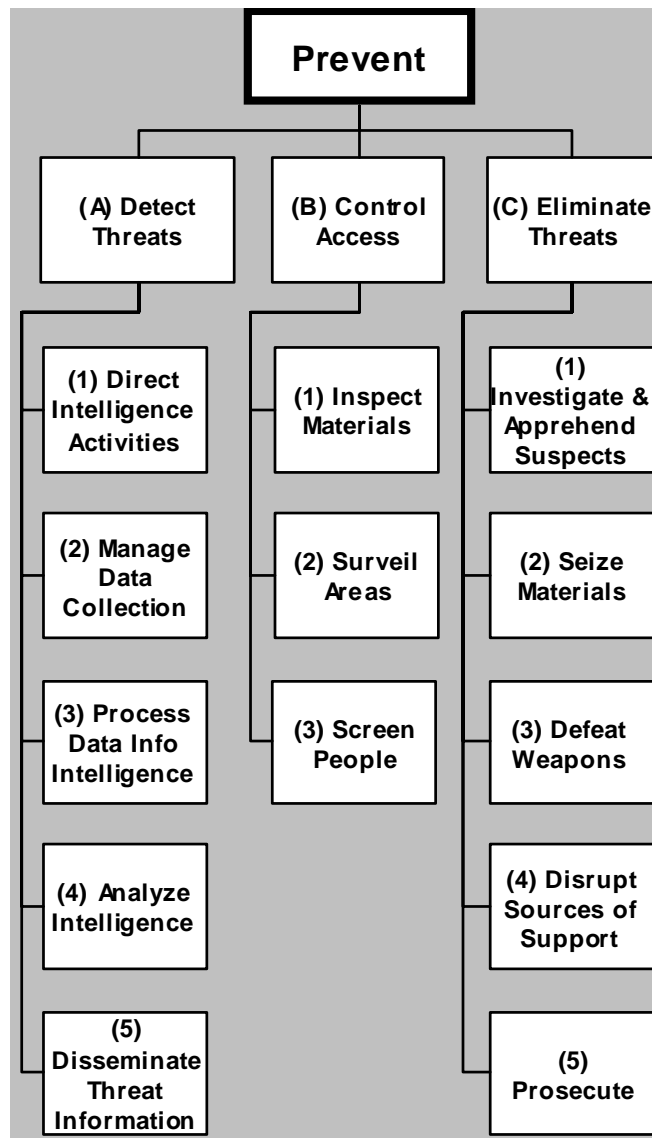 Prevent
(A) Detect
Threats
(B) Control
Access
(C) Eliminate
Threats
(1) Direct
Intelligence
Activities
(2) Manage
Data
Collection
(3) Process
Data Info
Intelligence
(4) Analyze
Intelligence
(5)
Disseminate
Threat
Information
(1) Inspect
Materials
(2) Surveil
Areas
(3) Screen
People
(1)
Investigate &
Apprehend
Suspects
(2) Seize
Materials
(3) Defeat
Weapons
(4) Disrupt
Sources of
Support
(5)
Prosecute